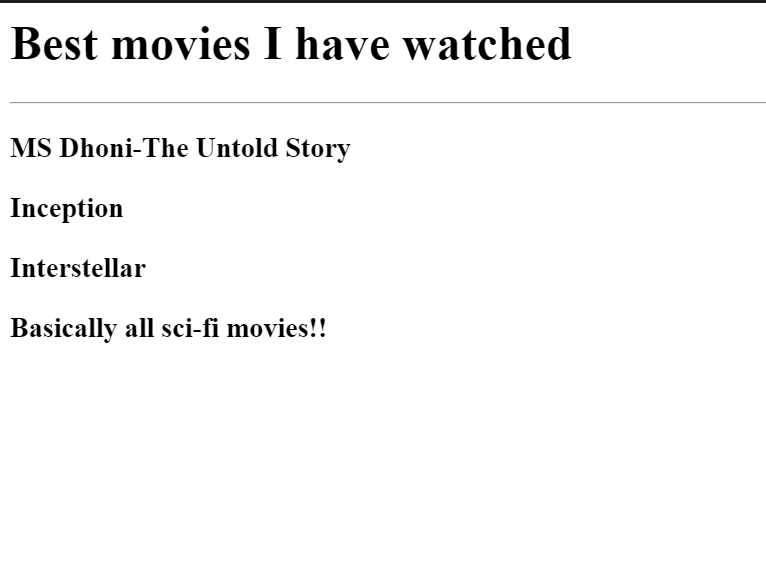 Best movies I have watched
MS Dhoni-The Untold Story
Inception
Interstellar
Basically all sci-fi movies!!